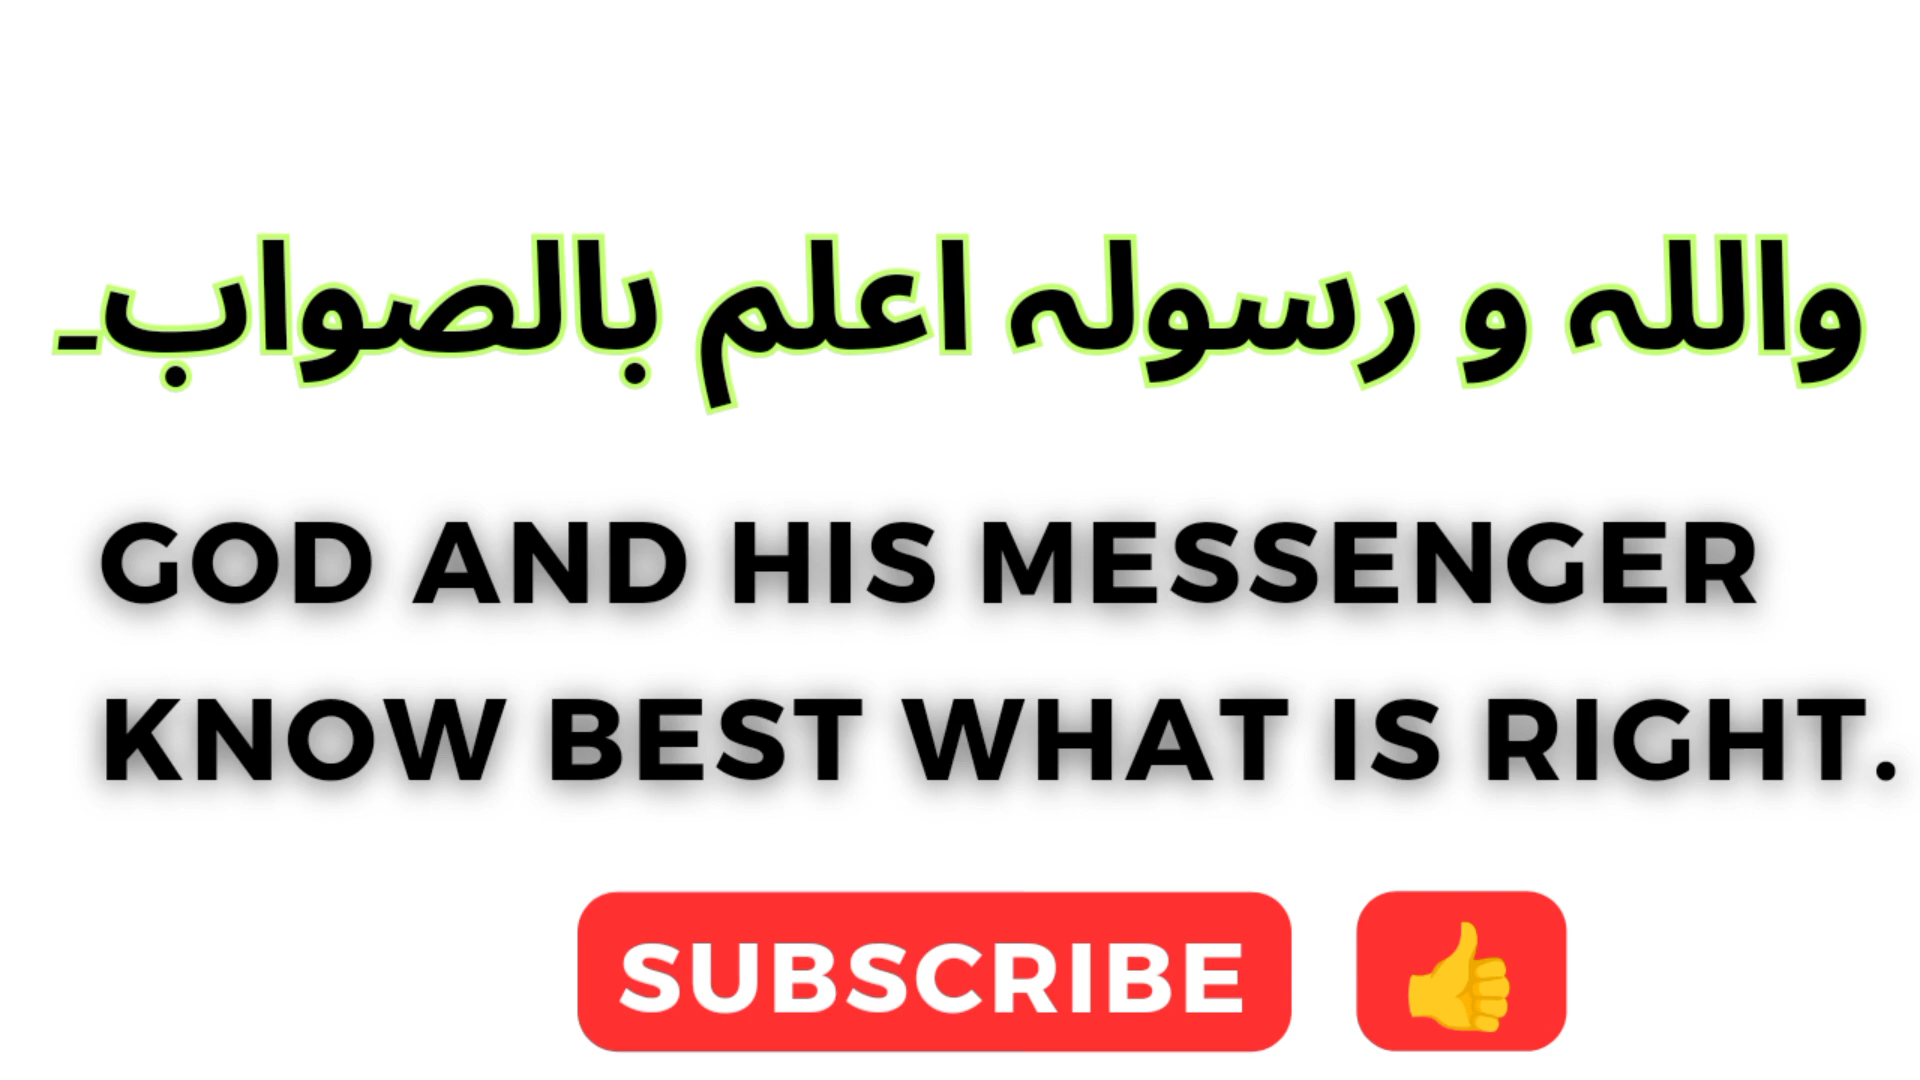 واللہ و رسولہ اعلم بالصواب۔
GOD AND HIS MESSENGER
KNOW BEST WHAT IS RIGHT.
SUBSCRIBE